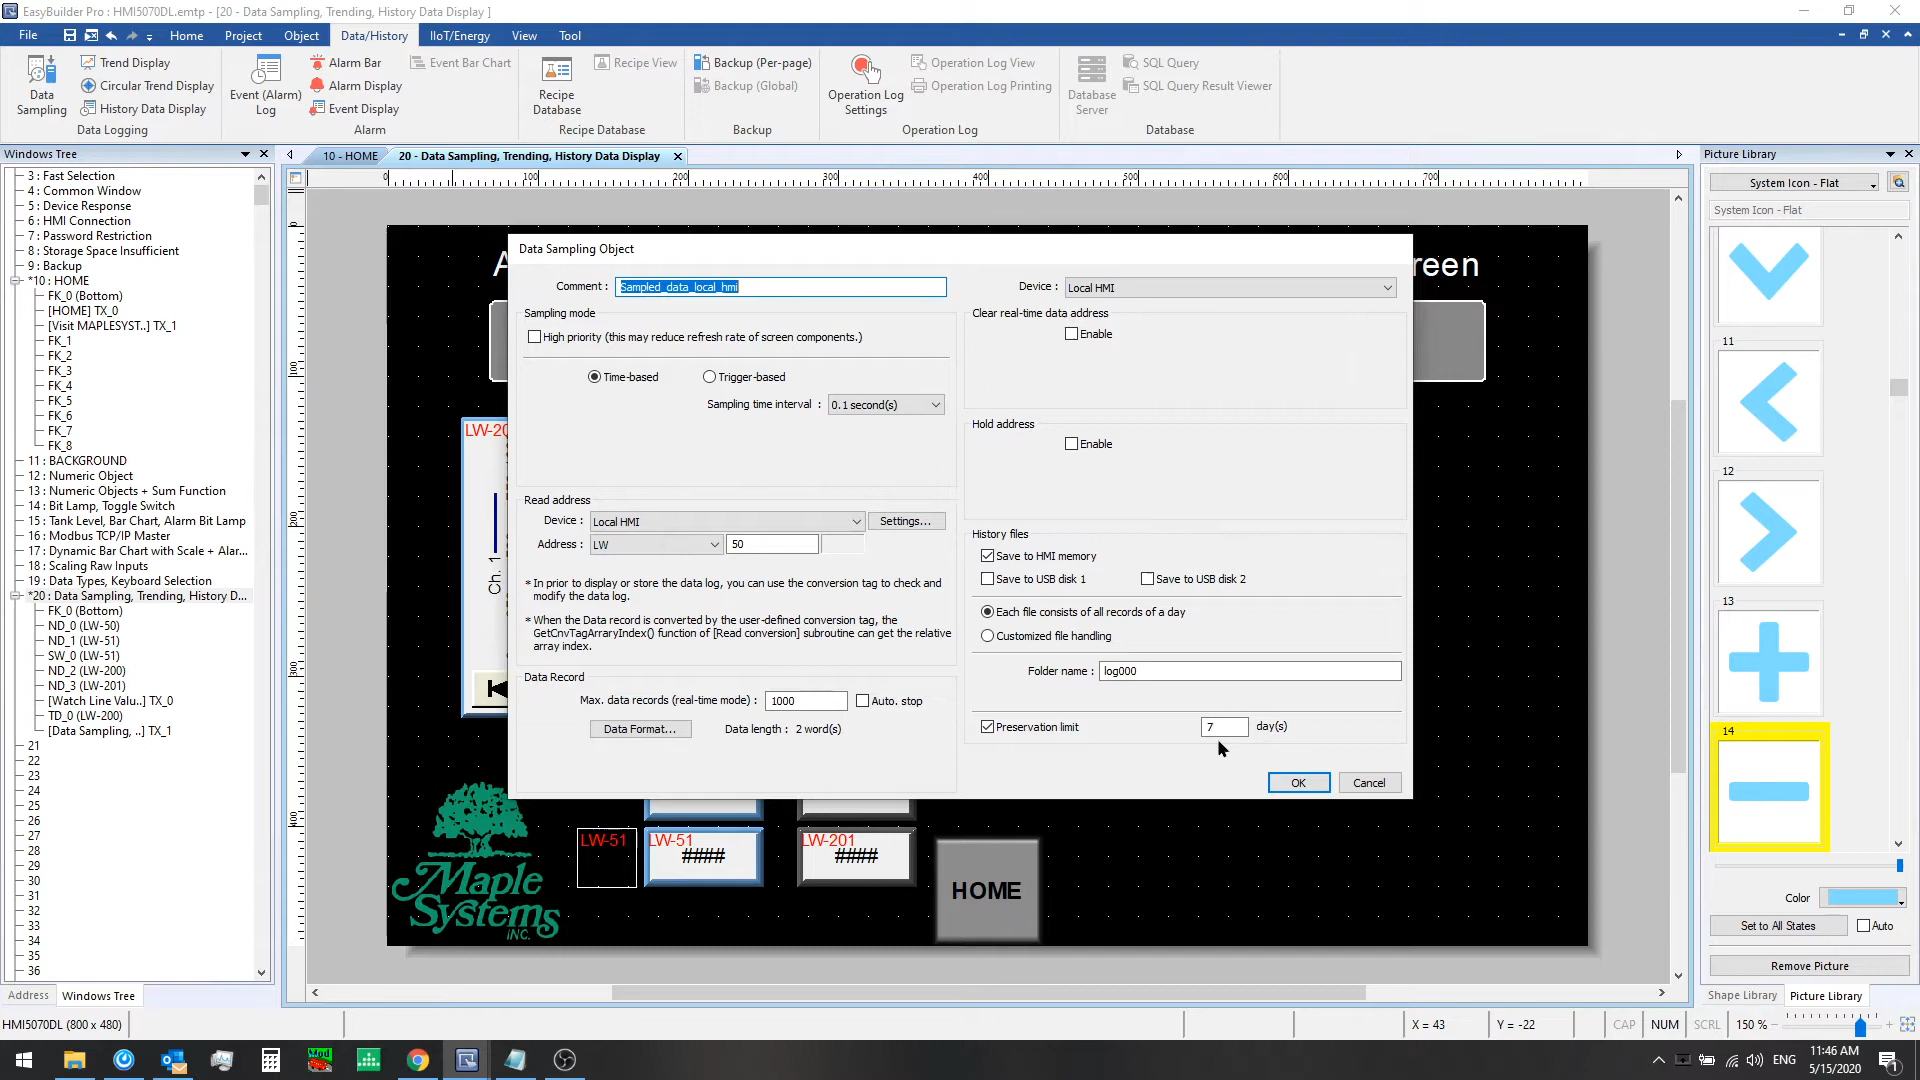 EasyBuilder Pro : HMI5070DL.emtp - [20 - Data Sampling, Trending, History Data Display ]
File Home Project Object Data/History IIoT/Energy View Tool
Data Sampling
Trend Display
Circular Trend Display
History Data Display
Data Logging
Event (Alarm) Log
Alarm Bar
Alarm Display
Event Display
Event Bar Chart
Alarm
Recipe Database
Recipe View
Recipe Database
Backup (Per-page)
Backup (Global)
Backup
Operation Log Settings
Operation Log View
Operation Log Printing
Operation Log
Database Server
SQL Query
SQL Query Result Viewer
Database
Windows Tree
3 : Fast Selection
4 : Common Window
5 : Device Response
6 : HMI Connection
7 : Password Restriction
8 : Storage Space Insufficient
9 : Backup
*10 : HOME
FK_0 (Bottom)
[HOME] TX_0
[Visit MAPLESYST..] TX_1
FK_1
FK_2
FK_3
FK_4
FK_5
FK_6
FK_7
FK_8
11 : BACKGROUND
12 : Numeric Object
13 : Numeric Objects + Sum Function
14 : Bit Lamp, Toggle Switch
15 : Tank Level, Bar Chart, Alarm Bit Lamp
16 : Modbus TCP/IP Master
17 : Dynamic Bar Chart with Scale + Alar...
18 : Scaling Raw Inputs
19 : Data Types, Keyboard Selection
*20 : Data Sampling, Trending, History D...
FK_0 (Bottom)
ND_0 (LW-50)
ND_1 (LW-51)
SW_0 (LW-51)
ND_2 (LW-200)
ND_3 (LW-201)
[Watch Line Valu..] TX_0
TD_0 (LW-200)
[Data Sampling, ..] TX_1
21
22
23
24
25
26
27
28
29
30
31
32
33
34
35
36
Address Windows Tree
10 - HOME
20 - Data Sampling, Trending, History Data Display
0 100 200 300 400 500 600 700
0
100
200
300
400
A
reen
LW-20
Ch. 1
Data Sampling Object
Comment : Sampled_data_local_hmi
Device : Local HMI
Sampling mode
High priority (this may reduce refresh rate of screen components.)
Time-based Trigger-based
Sampling time interval : 0.1 second(s)
Read address
Device : Local HMI Settings...
Address : LW 50
* In prior to display or store the data log, you can use the conversion tag to check and
modify the data log.
* When the Data record is converted by the user-defined conversion tag, the
GetCnvTagArraryIndex() function of [Read conversion] subroutine can get the relative
array index.
Data Record
Max. data records (real-time mode) : 1000 Auto. stop
Data Format... Data length : 2 word(s)
Clear real-time data address
Enable
Hold address
Enable
History files
Save to HMI memory
Save to USB disk 1 Save to USB disk 2
Each file consists of all records of a day
Customized file handling
Folder name : log000
Preservation limit 7 day(s)
OK Cancel
LW-51 LW-51 #### LW-201 ####
HOME
Maple
Systems
INC.
Picture Library
System Icon - Flat
System Icon - Flat
11
12
13
14
Color
Set to All States Auto
Remove Picture
Shape Library Picture Library
HMI5070DL (800 x 480) X = 43 Y = -22 CAP NUM SCRL 150 %
ENG
11:46 AM
5/15/2020
1